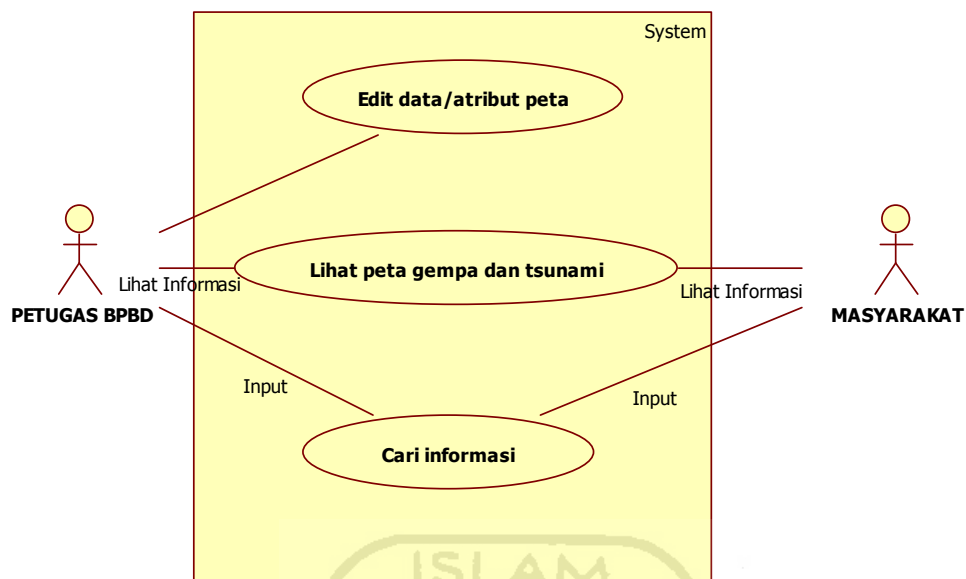 System
Edit data/atribut peta
Lihat peta gempa dan tsunami
Lihat Informasi
Lihat Informasi
PETUGAS BPBD
MASYARAKAT
Input
Input
Cari informasi
ISLAM